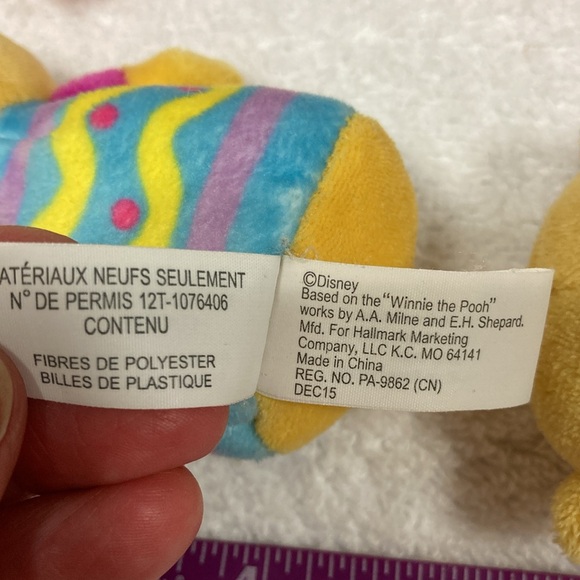 ATÉRIAUX NEUFS SEULEMENT
N° DE PERMIS 12T-1076406
CONTENU
FIBRES DE POLYESTER
BILLES DE PLASTIQUE
©Disney
Based on the "Winnie the Pooh"
works by A.A. Milne and E.H. Shepard.
Mfd. For Hallmark Marketing
Company, LLC K.C. MO 64141
Made in China
REG. NO. PA-9862 (CN)
DEC15
4